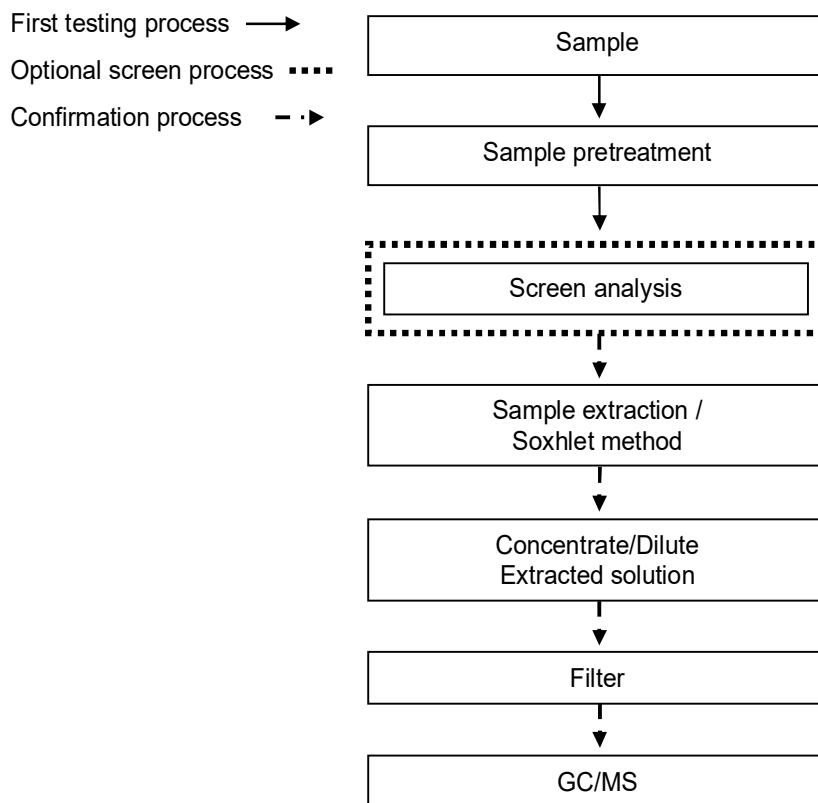 First testing process
Optional screen process
Confirmation process
Sample
Sample pretreatment
Screen analysis
Sample extraction /
Soxhlet method
Concentrate/Dilute
Extracted solution
Filter
GC/MS